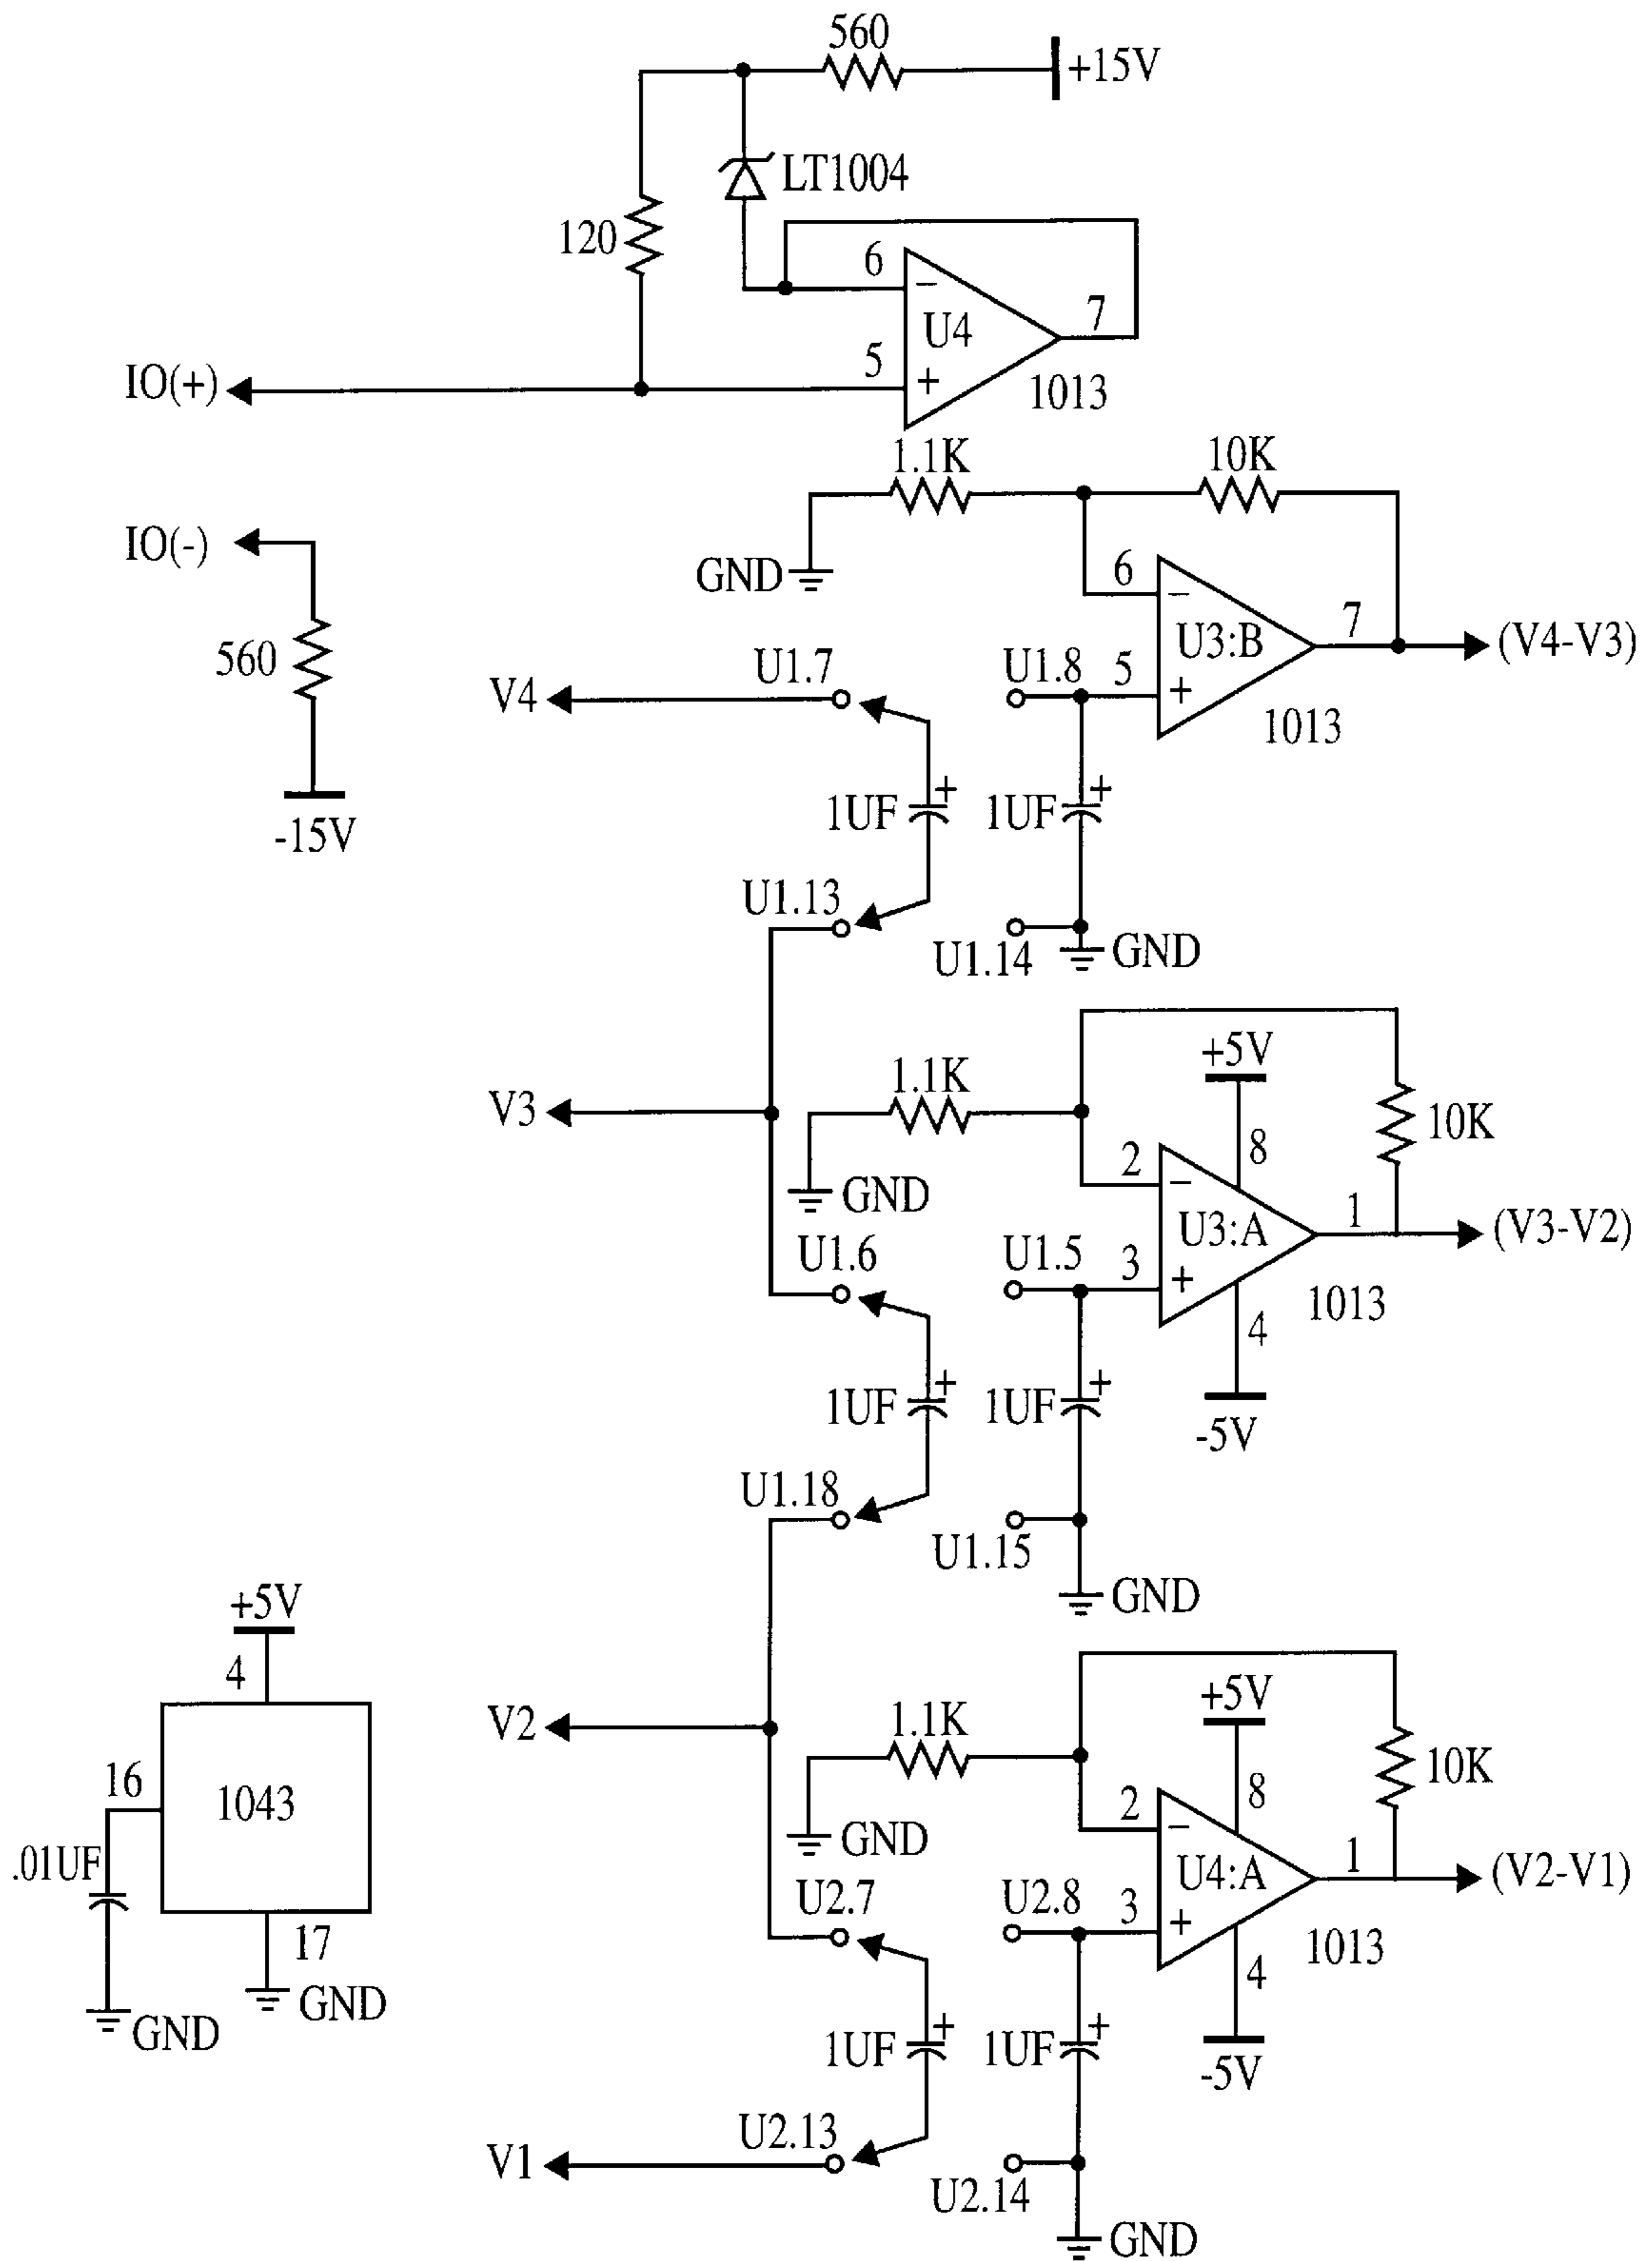 560
+15V
LT1004
120
6
−
U4
7
5
+
1013
IO(+)
1.1K
10K
IO(-)
GND
6
−
U3:B
7
(V4-V3)
560
U1.7
U1.8
5
+
V4
1013
-15V
1UF
+
1UF
+
U1.13
U1.14
GND
+5V
1.1K
V3
10K
8
2
−
GND
U3:A
1
(V3-V2)
U1.6
U1.5
3
+
1013
4
1UF
+
1UF
+
-5V
U1.18
U1.15
GND
+5V
4
+5V
V2
1.1K
10K
16
1043
8
2
−
GND
.01UF
U4:A
1
(V2-V1)
U2.7
U2.8
3
+
17
1013
4
GND
GND
1UF
+
1UF
+
-5V
U2.13
V1
U2.14
GND